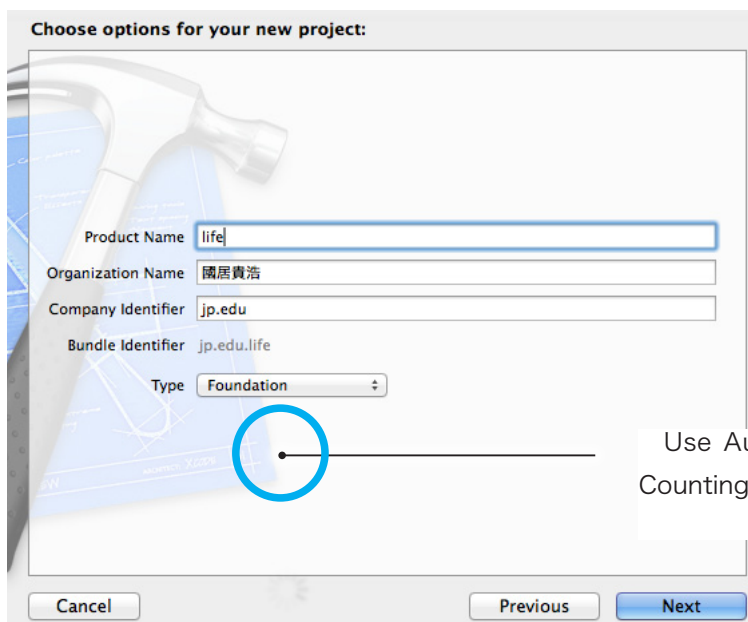 Choose options for your new project:
Product Name life
Organization Name 國居貴浩
Company Identifier jp.edu
Bundle Identifier jp.edu.life
Type Foundation
Use Au
Counting
Cancel Previous Next